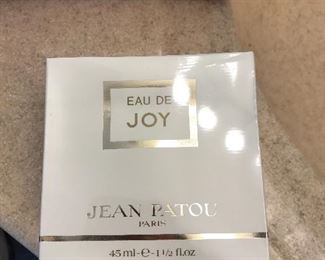 EAU DE
JOY
JEAN PATOU
PARIS
45 ml-e-1 1/2 fl.oz